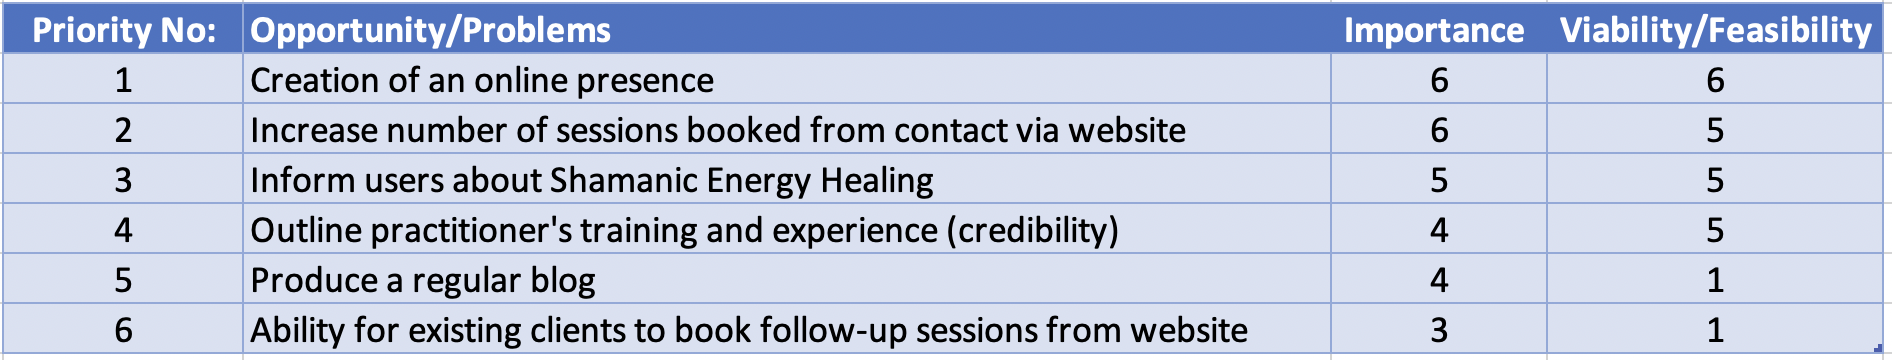 Priority No: Opportunity/Problems Importance Viability/Feasibility
1 Creation of an online presence 6 6
2 Increase number of sessions booked from contact via website 6 5
3 Inform users about Shamanic Energy Healing 5 5
4 Outline practitioner's training and experience (credibility) 4 5
5 Produce a regular blog 4 1
6 Ability for existing clients to book follow-up sessions from website 3 1